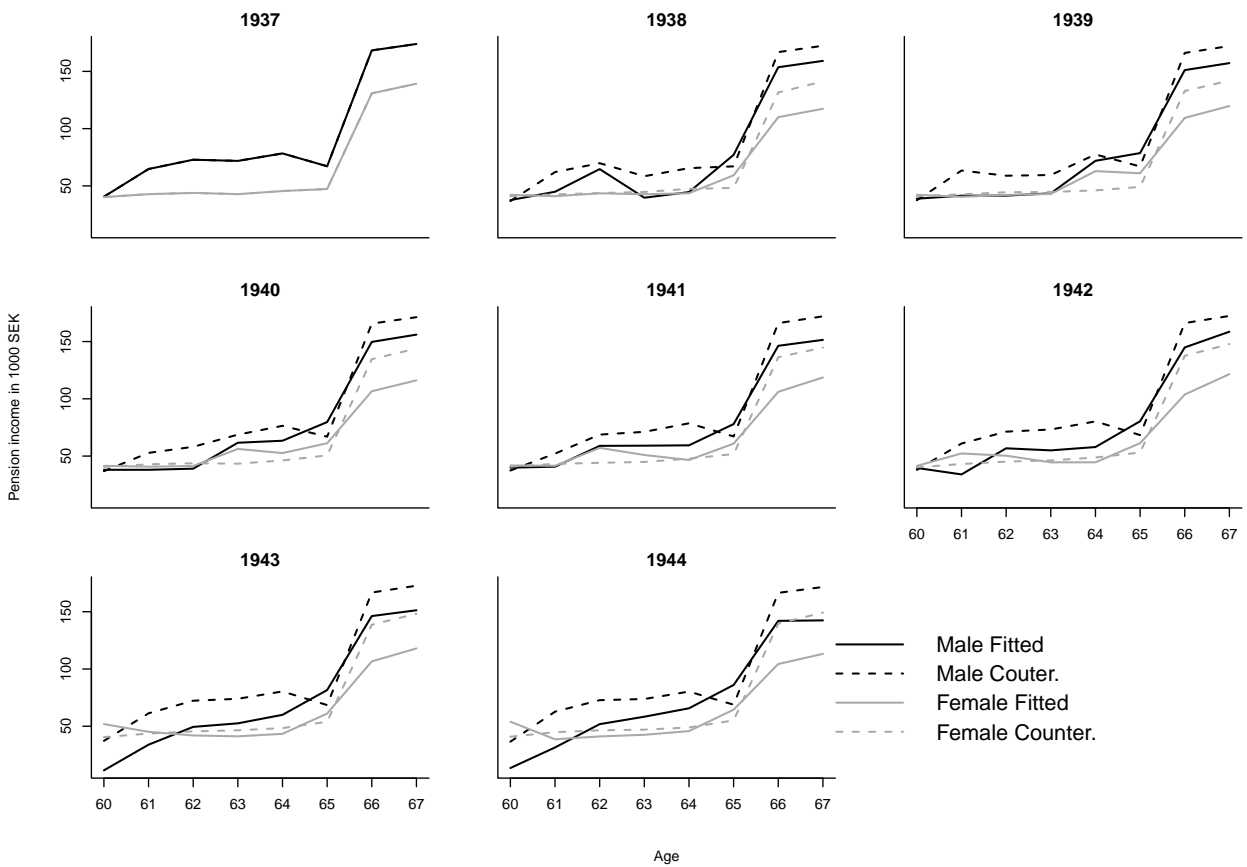 1937
1938
1939
150
100
50
1940
1941
1942
150
100
50
60 61 62 63 64 65 66 67
Pension income in 1000 SEK
1943
1944
150
100
50
60 61 62 63 64 65 66 67
60 61 62 63 64 65 66 67
Male Fitted
Male Couter.
Female Fitted
Female Counter.
Age